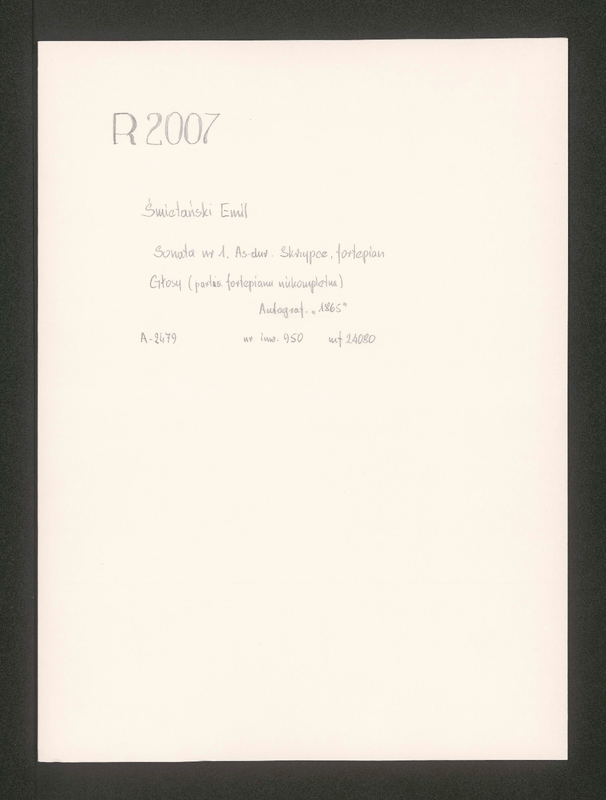 R 2007
Śmietański Emil
Sonata nr 1. As-dur. Skrzypce, fortepian
Głosy (partia fortepianu niekompletna)
Autograf. „1865"
A-2479 nr inw. 950 mf 24080